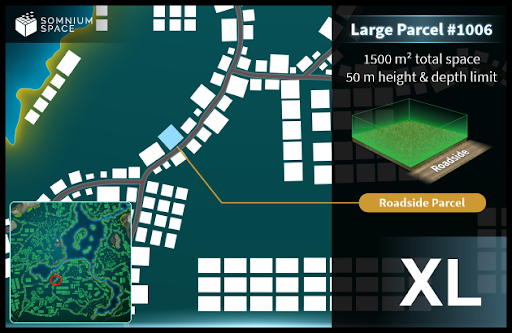 SOMNIUM
SPACE
Large Parcel #1006
1500 m² total space
50 m height & depth limit
Roadside
Roadside Parcel
XL